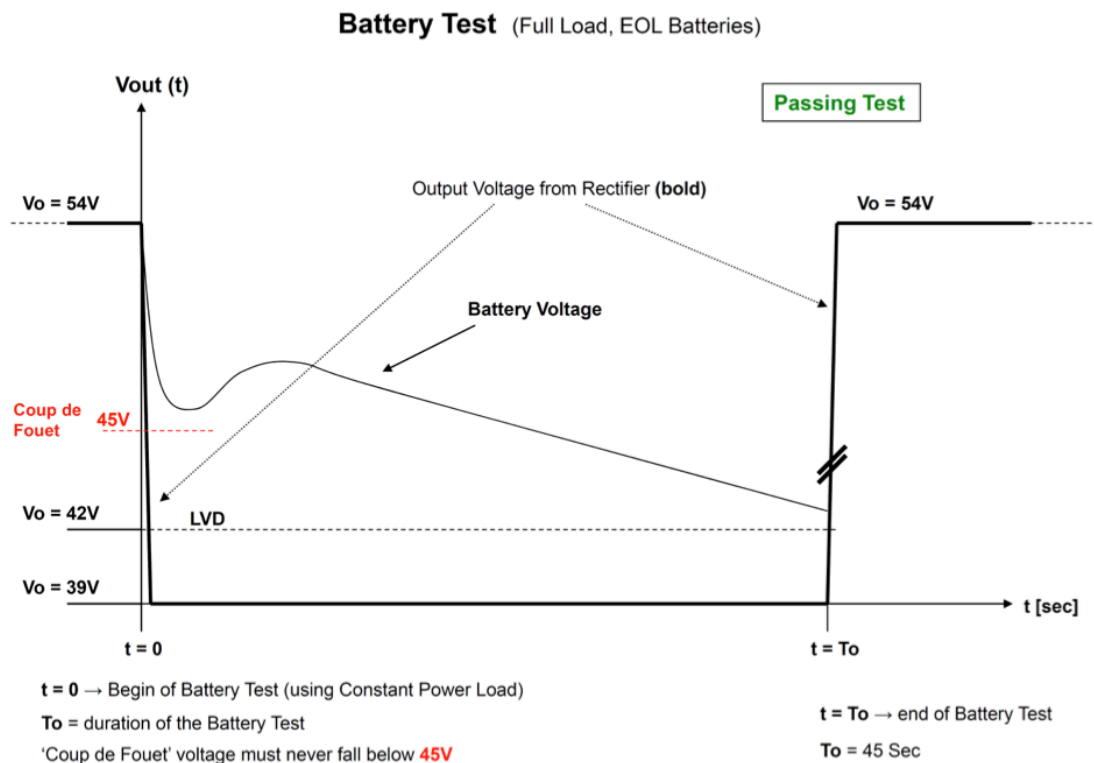 Battery Test (Full Load, EOL Batteries)
Vout (t)
Passing Test
Output Voltage from Rectifier (bold)
Vo = 54V
Vo = 54V
Battery Voltage
Coup de
Fouet
45V
Vo = 42V
LVD
Vo = 39V
t [sec]
t = 0
t = To
t = 0 → Begin of Battery Test (using Constant Power Load)
To = duration of the Battery Test
‘Coup de Fouet’ voltage must never fall below 45V
t = To → end of Battery Test
To = 45 Sec